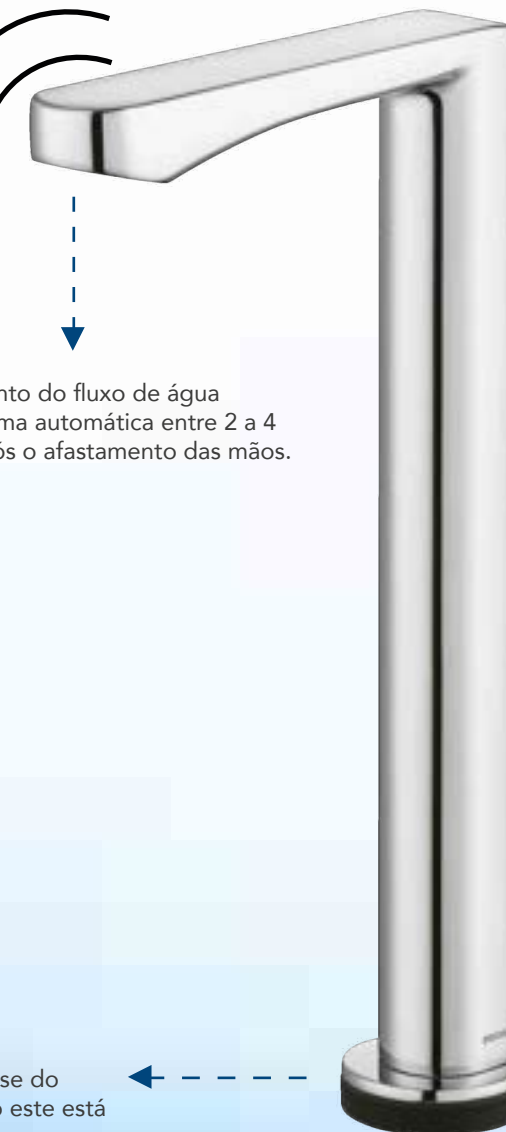 nto do fluxo de água
ma automática entre 2 a 4
ós o afastamento das mãos.
se do
o este está